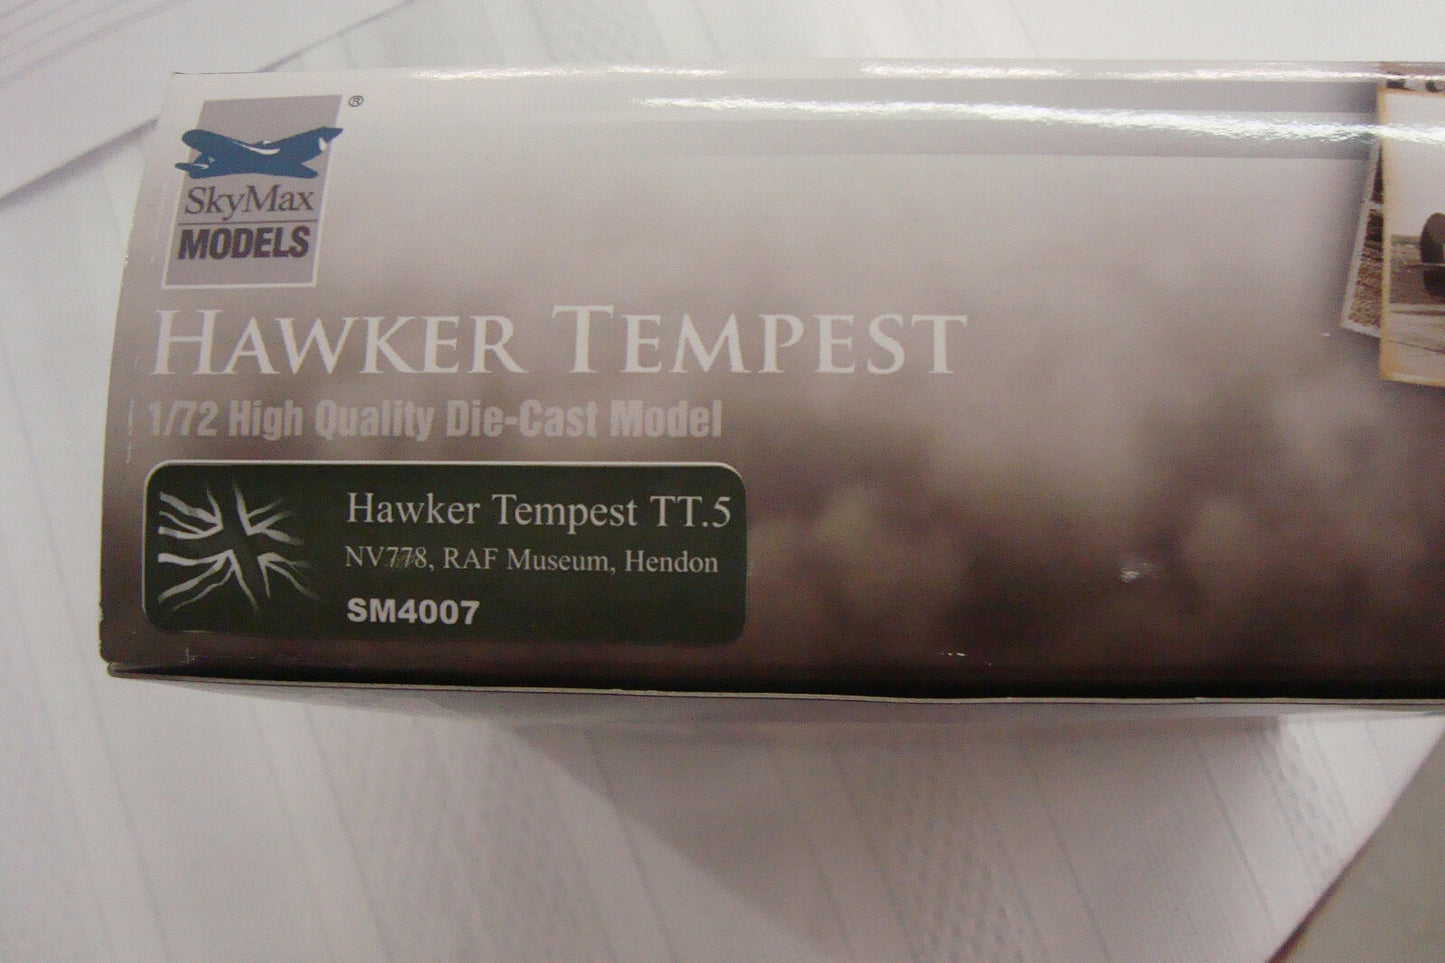 ®
SkyMax
MODELS
HAWKER TEMPEST
1/72 High Quality Die-Cast Model
Hawker Tempest TT.5
NV778, RAF Museum, Hendon
SM4007